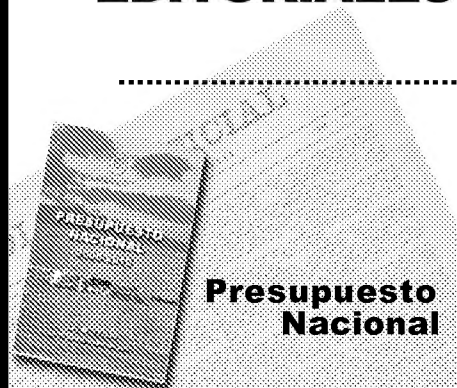 EDITORIALES
PRESUPUESTO
NACIONAL
Presupuesto
Nacional